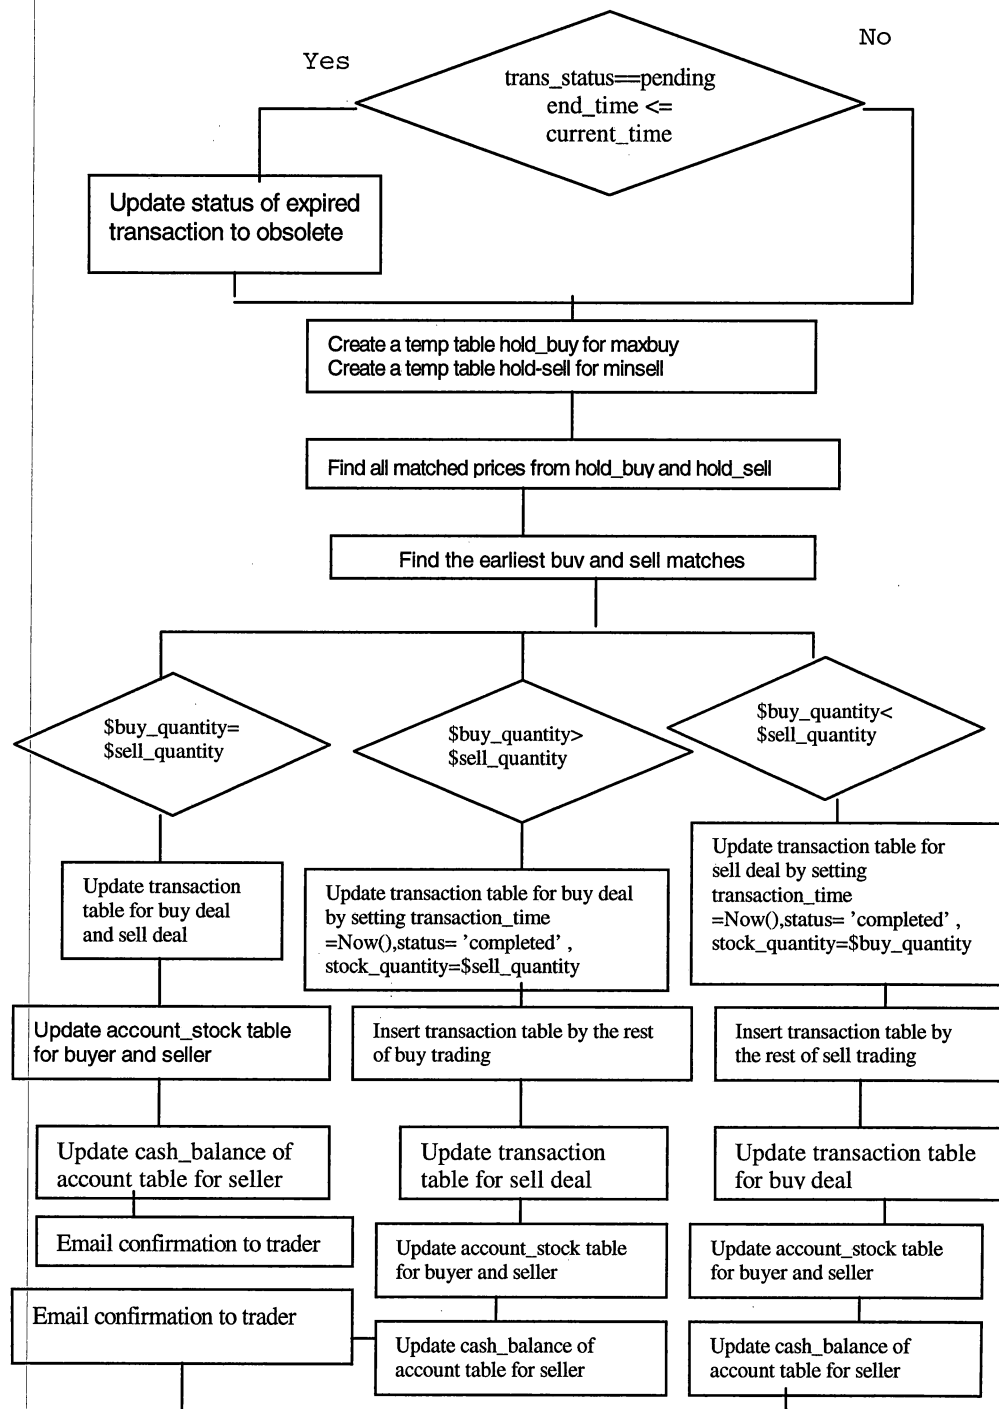 Yes
No
trans_status==pending
end_time <=
current_time
Update status of expired
transaction to obsolete
Create a temp table hold_buy for maxbuy
Create a temp table hold-sell for minsell
Find all matched prices from hold_buy and hold_sell
Find the earliest buy and sell matches
$buy_quantity=
$sell_quantity
$buy_quantity>
$sell_quantity
$buy_quantity<
$sell_quantity
Update transaction
table for buy deal
and sell deal
Update transaction table for buy deal
by setting transaction_time
=Now(),status= 'completed' ,
stock_quantity=$sell_quantity
Update transaction table for
sell deal by setting
transaction_time
=Now(),status= 'completed' ,
stock_quantity=$buy_quantity
Update account_stock table
for buyer and seller
Insert transaction table by the rest
of buy trading
Insert transaction table by
the rest of sell trading
Update cash_balance of
account table for seller
Update transaction
table for sell deal
Update transaction table
for buy deal
Email confirmation to trader
Update account_stock table
for buyer and seller
Update account_stock table
for buyer and seller
Email confirmation to trader
Update cash_balance of
account table for seller
Update cash_balance of
account table for seller